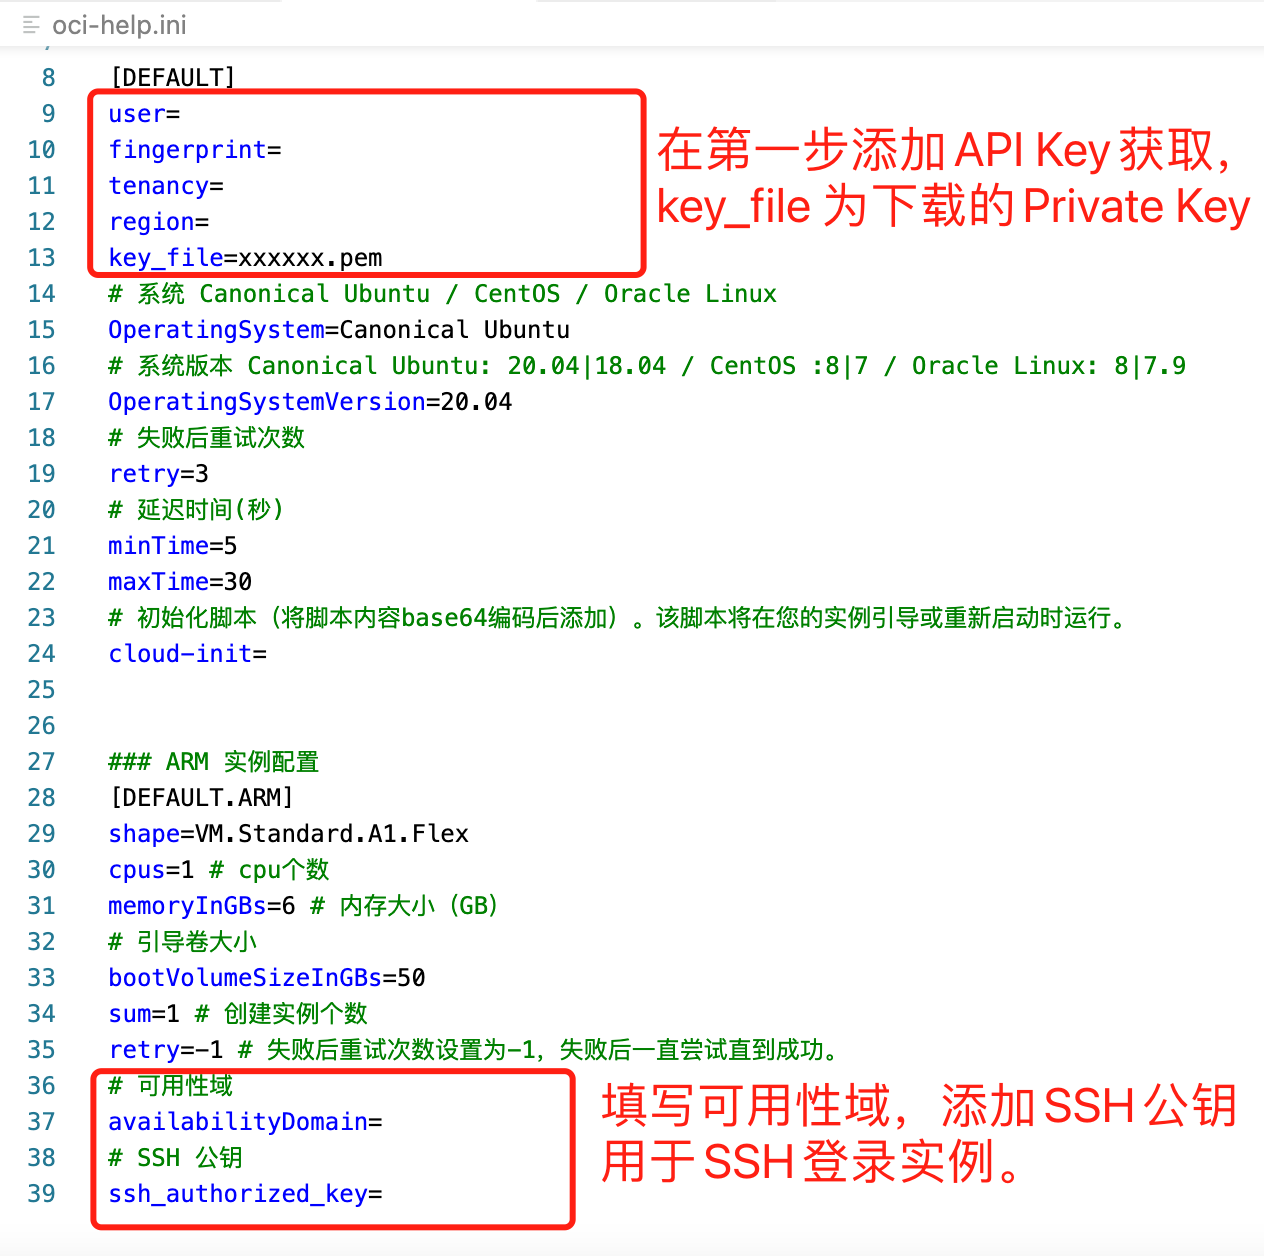 oci-help.ini
8 [DEFAULT]
9 user=
10 fingerprint=
11 tenancy=
12 region=
13 key_file=xxxxxx.pem
在第一步添加 API Key 获取，
key_file 为下载的 Private Key
14 # 系统 Canonical Ubuntu / CentOS / Oracle Linux
15 OperatingSystem=Canonical Ubuntu
16 # 系统版本 Canonical Ubuntu: 20.04|18.04 / CentOS :8|7 / Oracle Linux: 8|7.9
17 OperatingSystemVersion=20.04
18 # 失败后重试次数
19 retry=3
20 # 延迟时间(秒)
21 minTime=5
22 maxTime=30
23 # 初始化脚本（将脚本内容base64编码后添加）。该脚本将在您的实例引导或重新启动时运行。
24 cloud-init=
25
26
27 ### ARM 实例配置
28 [DEFAULT.ARM]
29 shape=VM.Standard.A1.Flex
30 cpus=1 # cpu个数
31 memoryInGBs=6 # 内存大小（GB）
32 # 引导卷大小
33 bootVolumeSizeInGBs=50
34 sum=1 # 创建实例个数
35 retry=-1 # 失败后重试次数设置为-1，失败后一直尝试直到成功。
36 # 可用性域
37 availabilityDomain=
38 # SSH 公钥
39 ssh_authorized_key=
填写可用性域，添加 SSH 公钥
用于 SSH 登录实例。